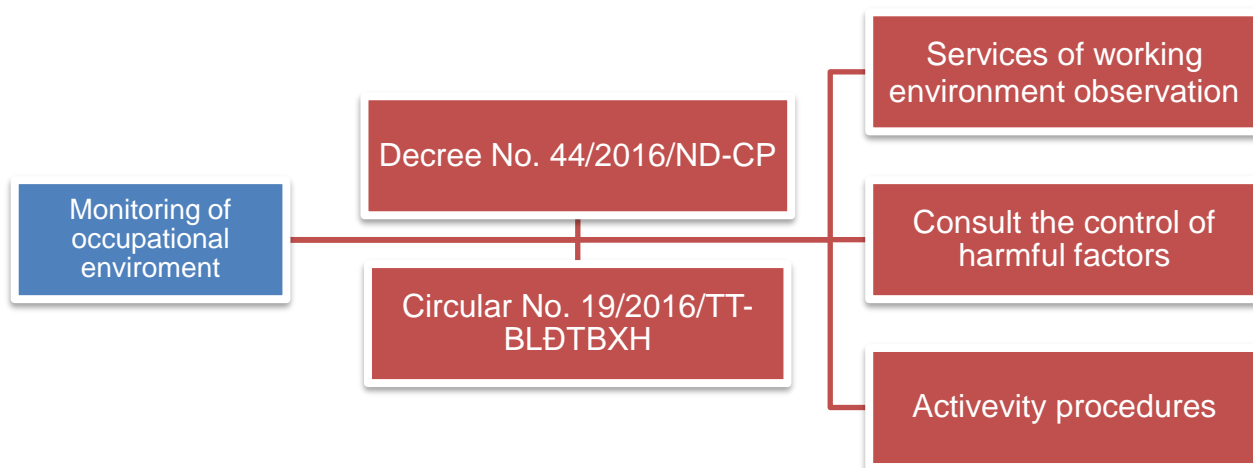 Monitoring of
occupational
enviroment
Decree No. 44/2016/ND-CP
Circular No. 19/2016/TT-
BLĐTBXH
Services of working
environment observation
Consult the control of
harmful factors
Activevity procedures